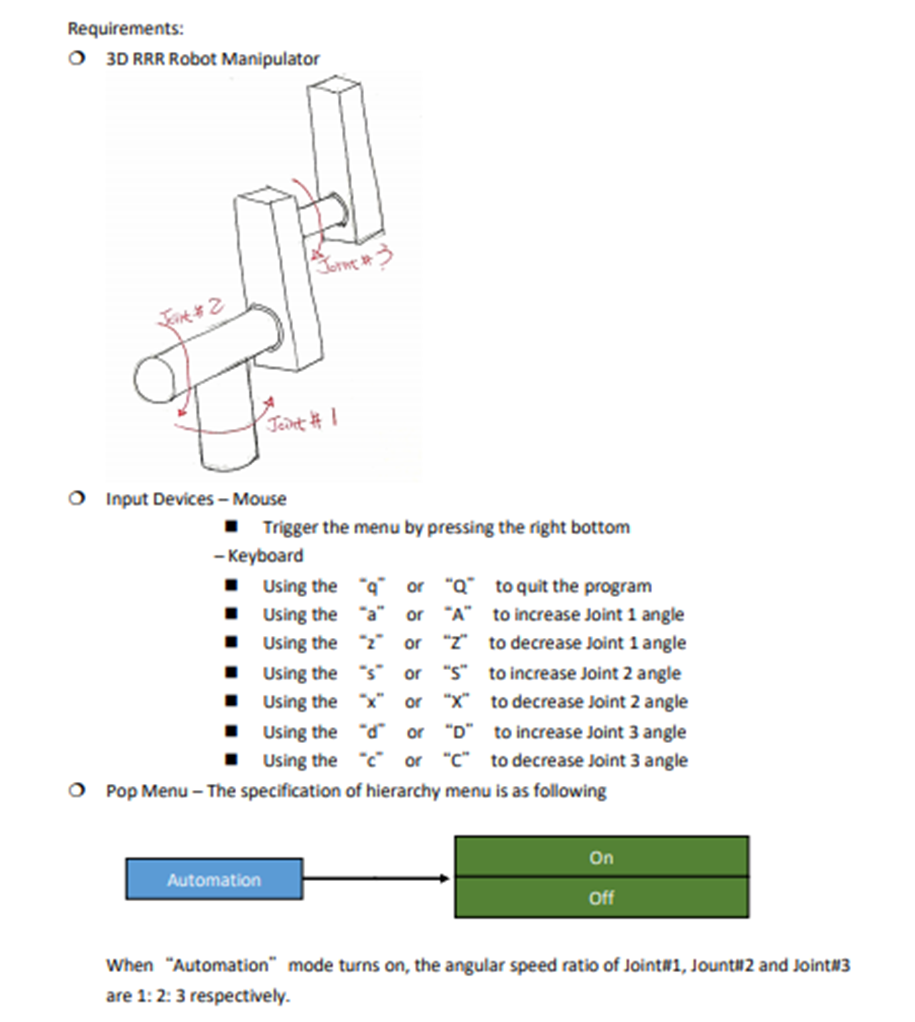 Requirements:
3D RRR Robot Manipulator
Joint #3
Joint #2
Joint #1
Input Devices – Mouse
Trigger the menu by pressing the right bottom
– Keyboard
Using the "q" or "Q" to quit the program
Using the "a" or "A" to increase Joint 1 angle
Using the "z" or "Z" to decrease Joint 1 angle
Using the "s" or "S" to increase Joint 2 angle
Using the "x" or "X" to decrease Joint 2 angle
Using the "d" or "D" to increase Joint 3 angle
Using the "c" or "C" to decrease Joint 3 angle
Pop Menu – The specification of hierarchy menu is as following
Automation
On
Off
When "Automation" mode turns on, the angular speed ratio of Joint#1, Jount#2 and Joint#3
are 1: 2: 3 respectively.